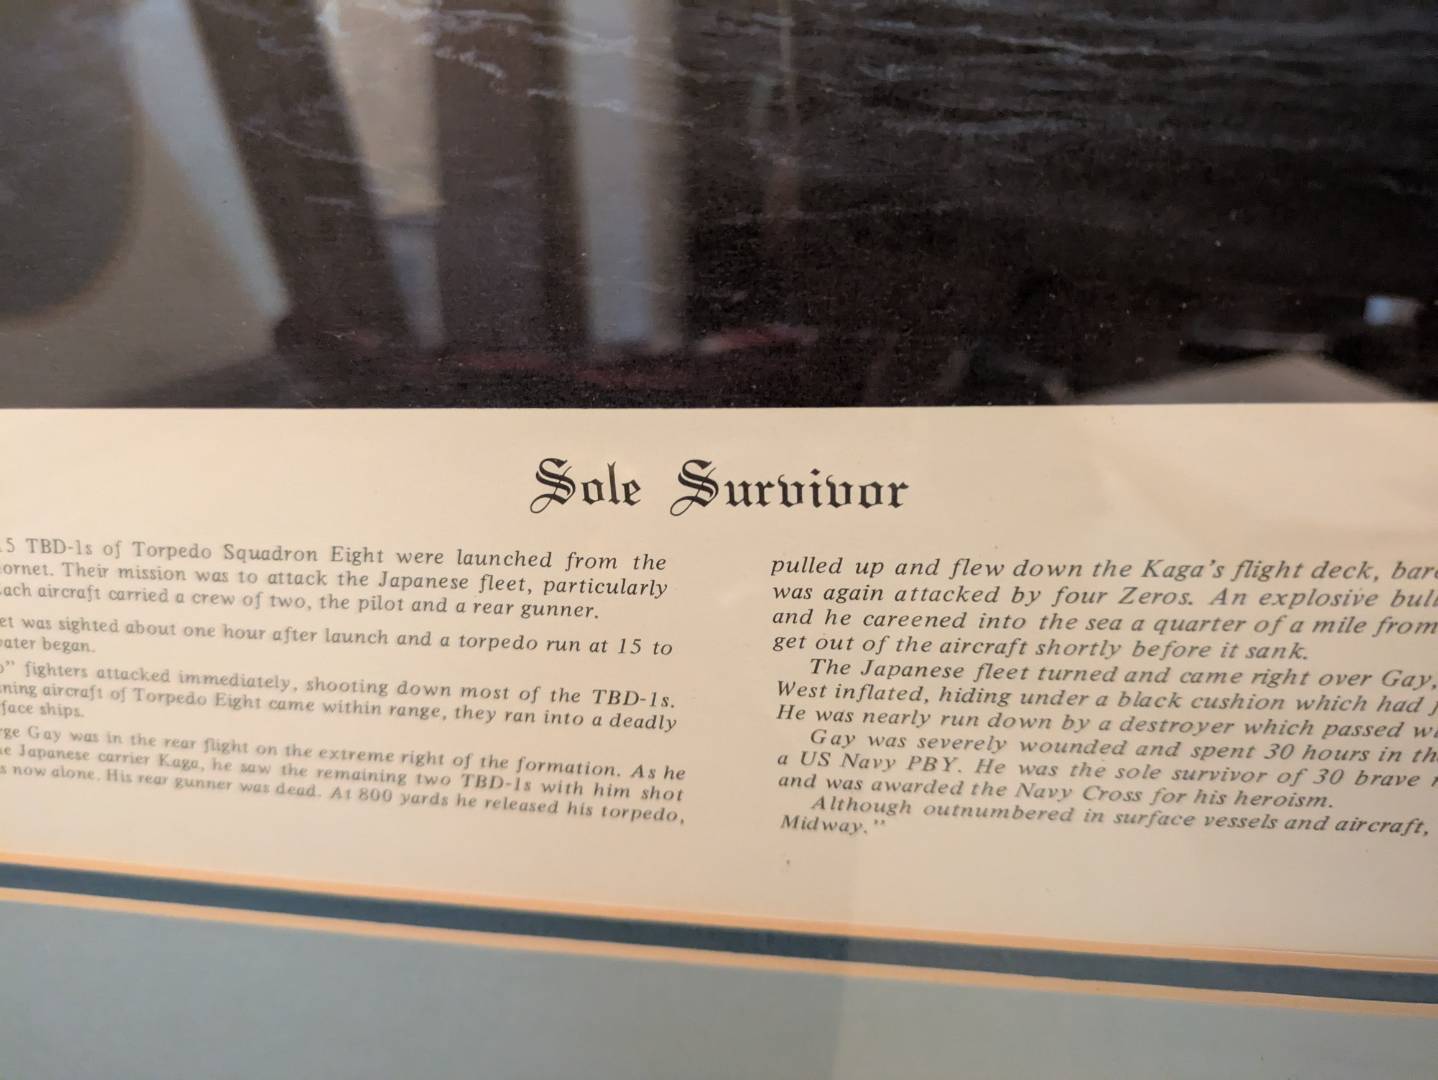 Sole Survivor
15 TBD-1s of Torpedo Squadron Eight were launched from the
ornet. Their mission was to attack the Japanese fleet, particularly
ach aircraft carried a crew of two, the pilot and a rear gunner.
et was sighted about one hour after launch and a torpedo run at 15 to
ater began.
o" fighters attacked immediately, shooting down most of the TBD-1s.
ning aircraft of Torpedo Eight came within range, they ran into a deadly
face ships.
rge Gay was in the rear flight on the extreme right of the formation. As he
e Japanese carrier Kaga, he saw the remaining two TBD-1s with him shot
s now alone. His rear gunner was dead. At 800 yards he released his torpedo,
pulled up and flew down the Kaga's flight deck, bare
was again attacked by four Zeros. An explosive bull
and he careened into the sea a quarter of a mile from
get out of the aircraft shortly before it sank.
The Japanese fleet turned and came right over Gay,
West inflated, hiding under a black cushion which had
He was nearly run down by a destroyer which passed
Gay was severely wounded and spent 30 hours in th
a US Navy PBY. He was the sole survivor of 30 brave
and was awarded the Navy Cross for his heroism.
Although outnumbered in surface vessels and aircraft,
Midway."